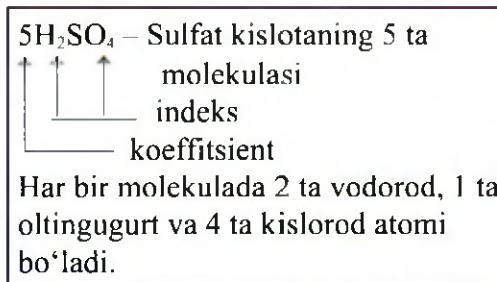 5H₂SO₄ – Sulfat kislotaning 5 ta
molekulasi
indeks
koeffitsient
Har bir molekulada 2 ta vodorod, 1 ta
oltingugurt va 4 ta kislorod atomi
bo‘ladi.